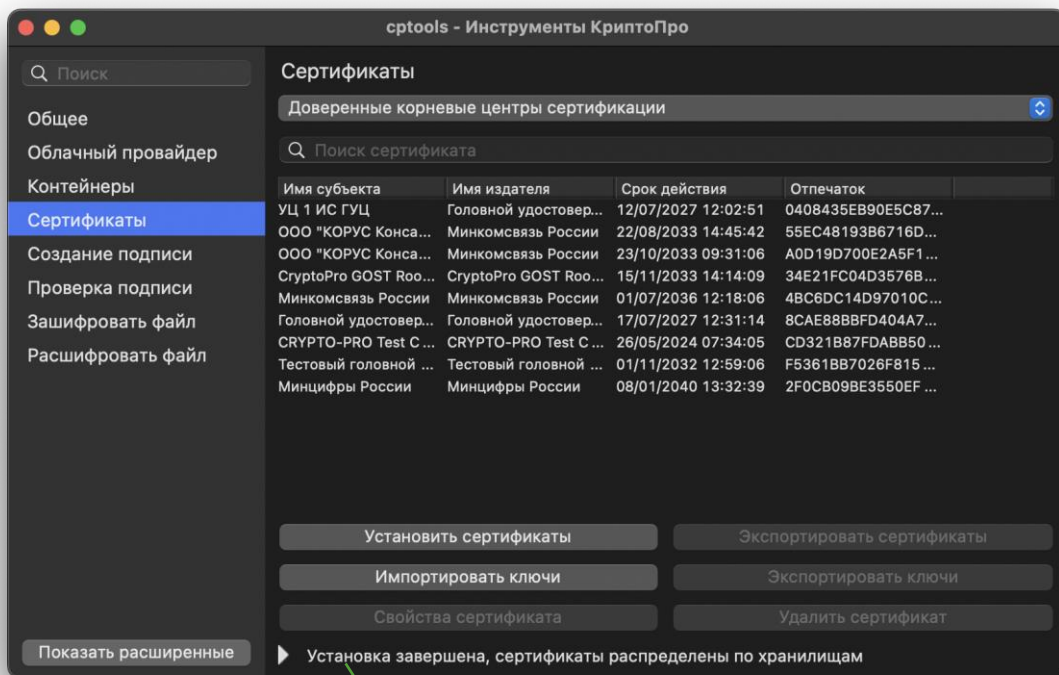 cptools - Инструменты КриптоПро
Поиск
Общее
Облачный провайдер
Контейнеры
Сертификаты
Создание подписи
Проверка подписи
Зашифровать файл
Расшифровать файл
Показать расширенные
Сертификаты
Доверенные корневые центры сертификации
Поиск сертификата
Имя субъекта Имя издателя Срок действия Отпечаток
УЦ 1 ИС ГУЦ Головной удостовер... 12/07/2027 12:02:51 0408435EB90E5C87...
ООО "КОРУС Конса... Минкомсвязь России 22/08/2033 14:45:42 55EC48193B6716D...
ООО "КОРУС Конса... Минкомсвязь России 23/10/2033 09:31:06 A0D19D700E2A5F1...
CryptoPro GOST Roo... CryptoPro GOST Roo... 15/11/2033 14:14:09 34E21FC04D3576B...
Минкомсвязь России Минкомсвязь России 01/07/2036 12:18:06 4BC6DC14D97010C...
Головной удостовер... Головной удостовер... 17/07/2027 12:31:14 8CAE88BBFD404A7...
CRYPTO-PRO Test C ... CRYPTO-PRO Test C ... 26/05/2024 07:34:05 CD321B87FDABB50 ...
Тестовый головной ... Тестовый головной ... 01/11/2032 12:59:06 F5361BB7026F815 ...
Минцифры России Минцифры России 08/01/2040 13:32:39 2F0CB09BE3550EF ...
Установить сертификаты Экспортировать сертификаты
Импортировать ключи Экспортировать ключи
Свойства сертификата Удалить сертификат
Установка завершена, сертификаты распределены по хранилищам